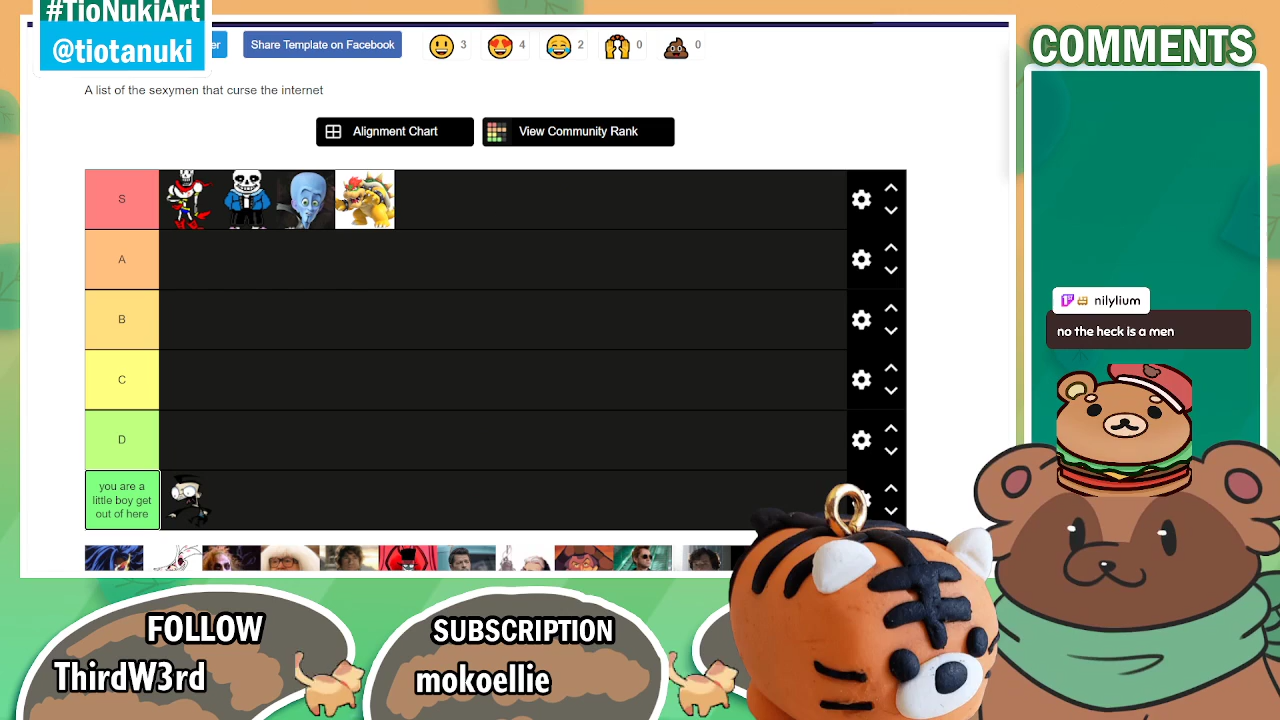 #TioNukiArt
@tiotanuki
er
Share Template on Facebook
3
4
2
0
0
COMMENTS
A list of the sexymen that curse the internet
Alignment Chart
View Community Rank
S
A
B
C
D
you are a
little boy get
out of here
nilylium
no the heck is a men
FOLLOW
ThirdW3rd
SUBSCRIPTION
mokoellie